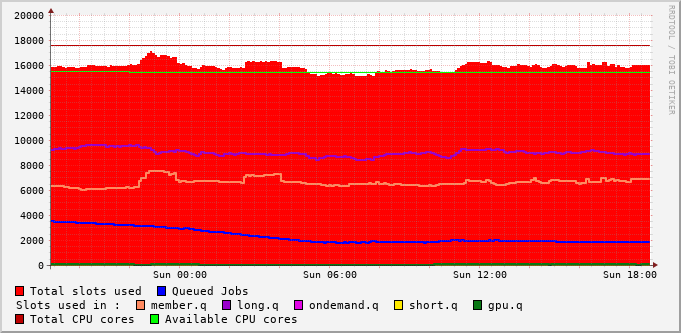 RRDTOOL / TOBI OETIKER
20000
18000
16000
14000
12000
10000
8000
6000
4000
2000
0
Sun 00:00 Sun 06:00 Sun 12:00 Sun 18:00
Total slots used Queued Jobs
Slots used in : member.q long.q ondemand.q short.q gpu.q
Total CPU cores Available CPU cores